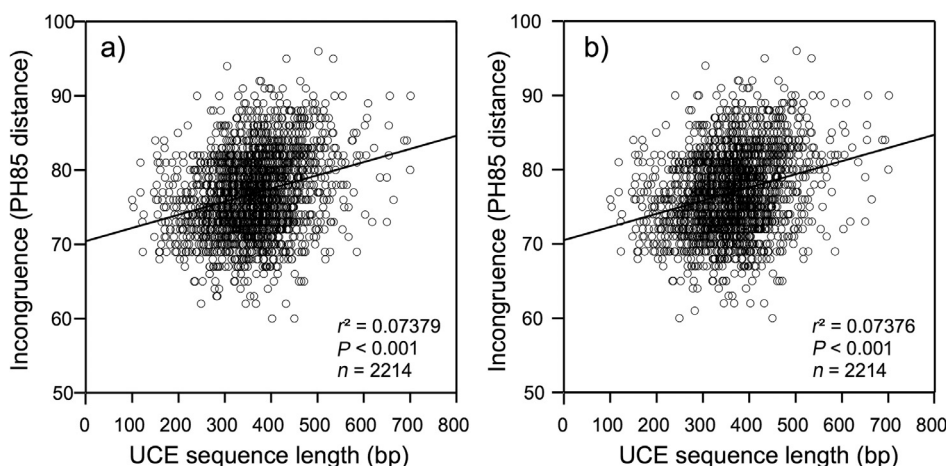 a)
Incongruence (PH85 distance)
100
90
80
70
60
50
r² = 0.07379
P < 0.001
n = 2214
0 100 200 300 400 500 600 700 800
UCE sequence length (bp)
b)
Incongruence (PH85 distance)
100
90
80
70
60
50
r² = 0.07376
P < 0.001
n = 2214
0 100 200 300 400 500 600 700 800
UCE sequence length (bp)